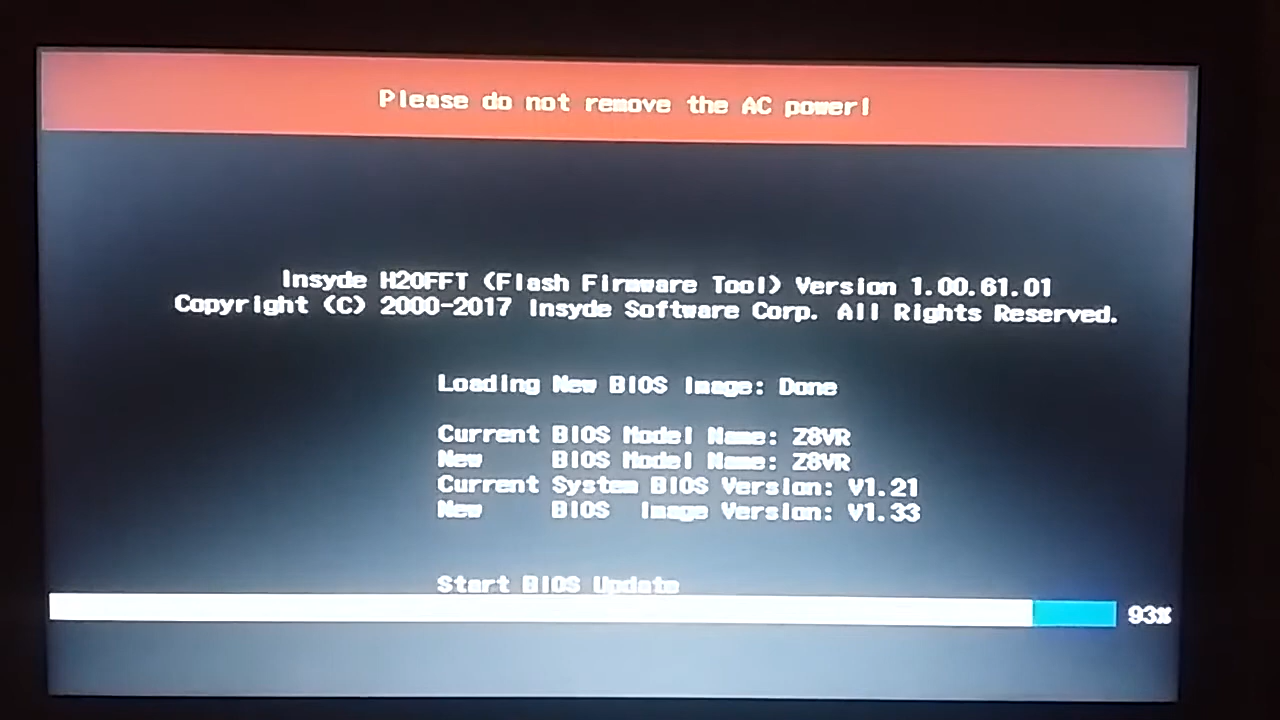 Please do not remove the AC power!
Insyde H2OFFT (Flash Firmware Tool) Version 1.00.61.01
Copyright (C) 2000-2017 Insyde Software Corp. All Rights Reserved.
Loading New BIOS Image: Done
Current BIOS Model Name: Z8VR
New BIOS Model Name: Z8VR
Current System BIOS Version: V1.21
New BIOS Image Version: V1.33
Start BIOS Update
93%